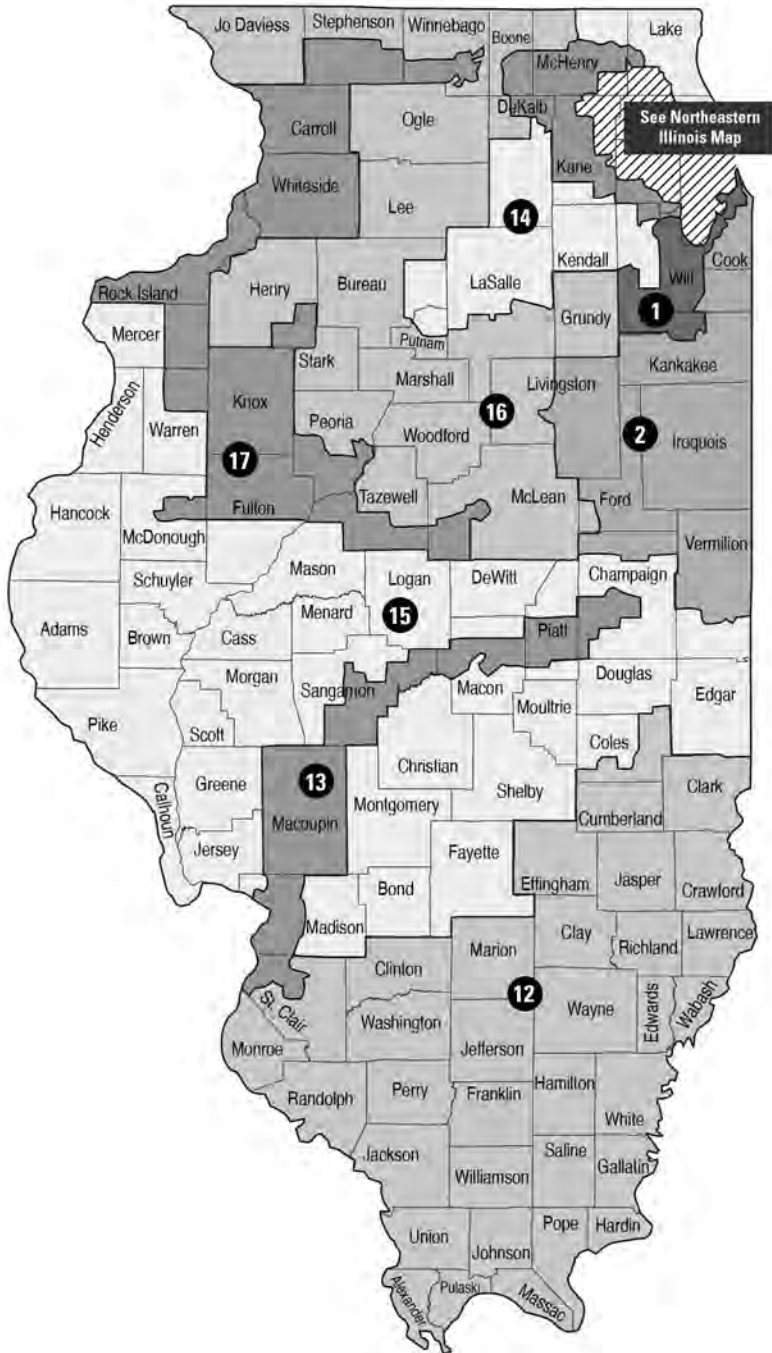 Jo Daviess
Stephenson
Winnebago
Boone
McHenry
Lake
See Northeastern
Illinois Map
Carroll
Ogle
DeKalb
Kane
Whiteside
Lee
14
Kendall
Will
Cook
Rock Island
Henry
Bureau
LaSalle
1
Grundy
Mercer
Putnam
Stark
Marshall
Livingston
Kankakee
Henderson
Warren
Knox
Peoria
16
Woodford
2
Iroquois
17
Hancock
McDonough
Fulton
Tazewell
McLean
Ford
Vermilion
Schuyler
Mason
Logan
DeWitt
Champaign
Adams
Brown
Cass
Menard
15
Piatt
Morgan
Sangamon
Macon
Douglas
Edgar
Pike
Scott
Moultrie
Coles
Greene
13
Christian
Shelby
Clark
Calhoun
Macoupin
Montgomery
Cumberland
Jersey
Fayette
Effingham
Jasper
Crawford
Madison
Bond
Clay
Richland
Lawrence
Clinton
Marion
12
St. Clair
Washington
Wayne
Edwards
Wabash
Monroe
Jefferson
Randolph
Perry
Franklin
Hamilton
White
Jackson
Williamson
Saline
Gallatin
Union
Johnson
Pope
Hardin
Alexander
Pulaski
Massac